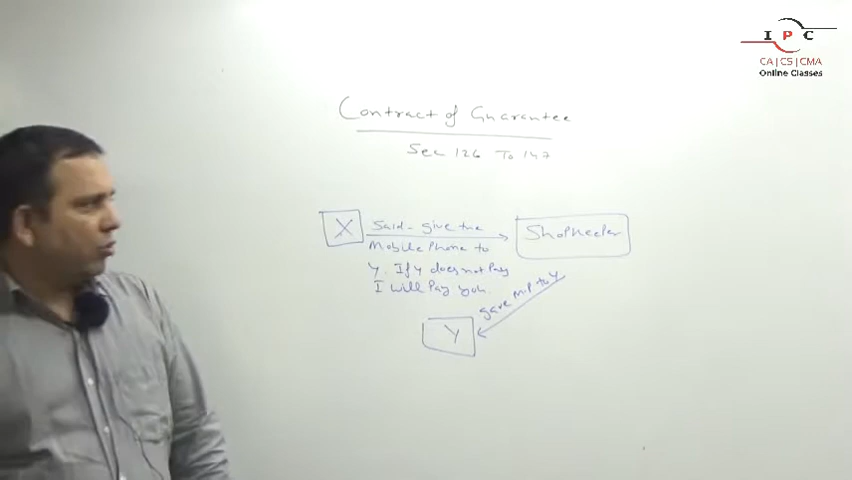 I P C
CA|CS|CMA
Online Classes
Contract of Guarantee
Sec 126 To 147
X
Said - give the
Mobile Phone to
Y. If Y does not Pay
I will Pay you.
Shopkeeper
gave M.P to Y
Y